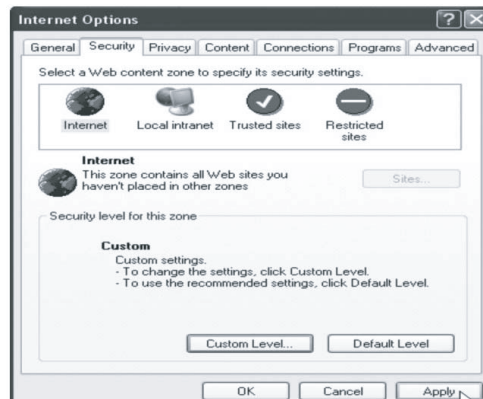 Internet Options
General Security Privacy Content Connections Programs Advanced
Select a Web content zone to specify its security settings.
Internet Local intranet Trusted sites Restricted sites
Internet
This zone contains all Web sites you
haven't placed in other zones
Sites...
Security level for this zone
Custom
Custom settings.
- To change the settings, click Custom Level.
- To use the recommended settings, click Default Level.
Custom Level... Default Level
OK Cancel Apply